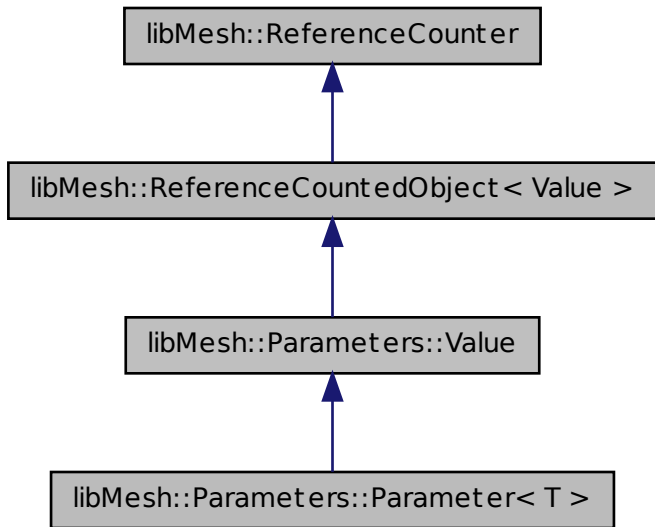 libMesh::ReferenceCounter
libMesh::ReferenceCountedObject< Value >
libMesh::Parameters::Value
libMesh::Parameters::Parameter< T >